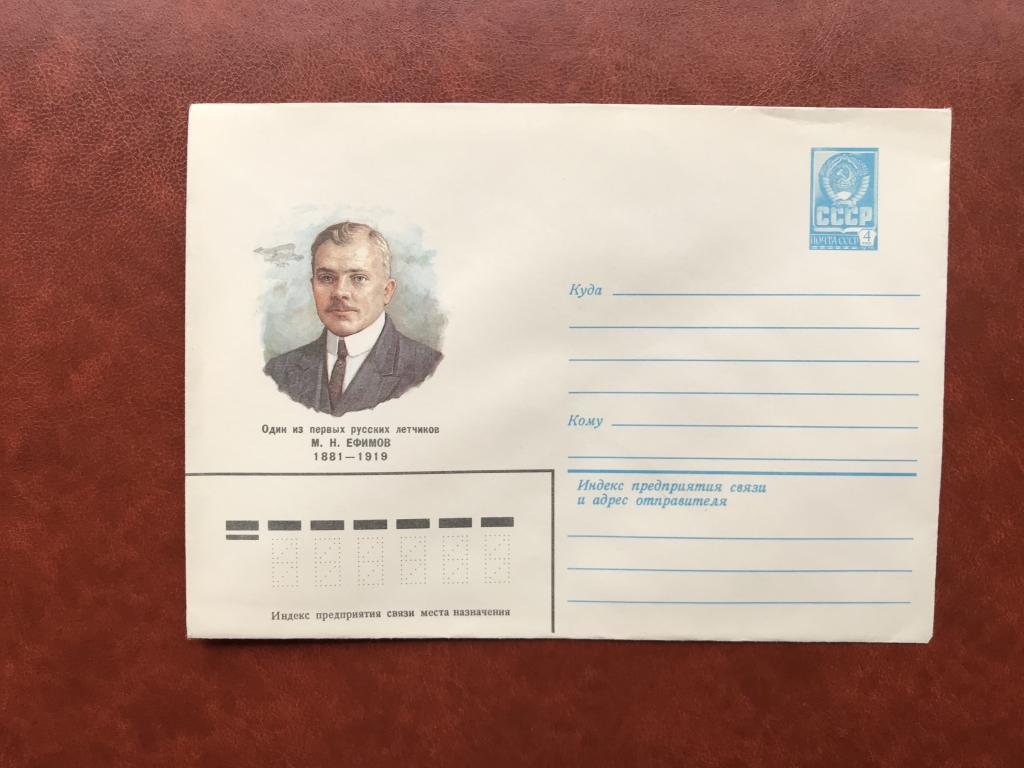 СССР
ПОЧТА СССР 4
Куда
Один из первых русских летчиков
М. Н. ЕФИМОВ
1881—1919
Кому
Индекс предприятия связи
и адрес отправителя
Индекс предприятия связи места назначения